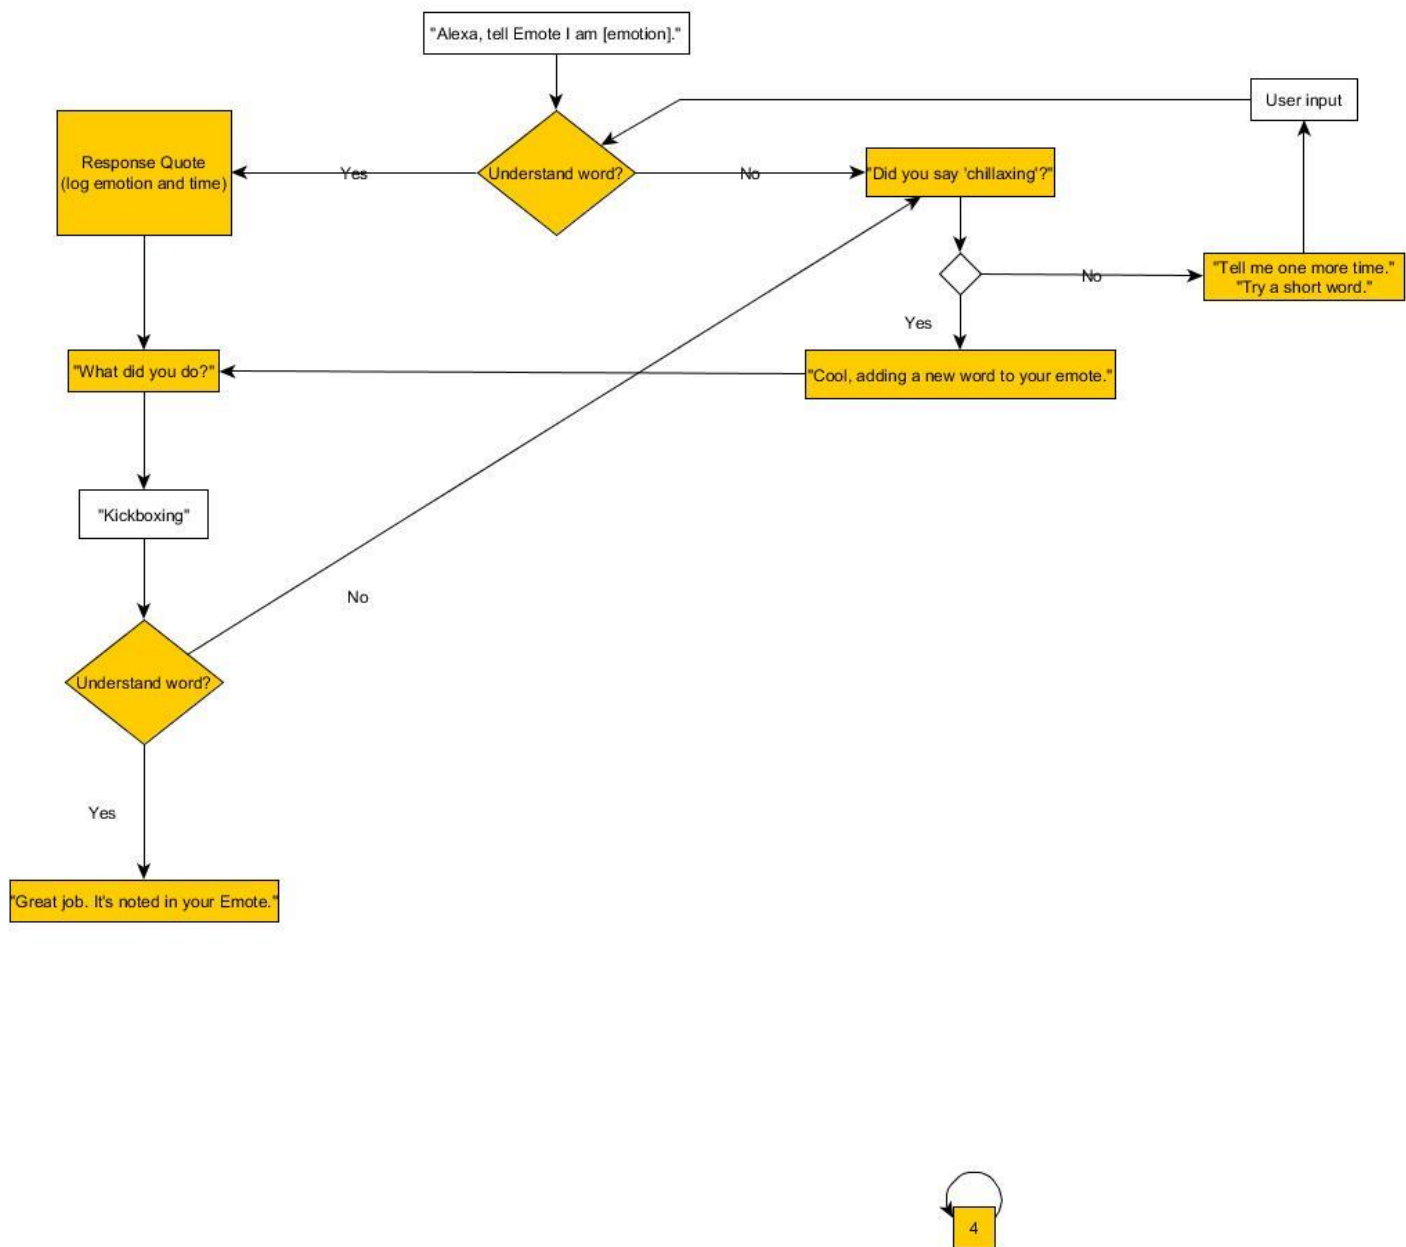 "Alexa, tell Emote I am [emotion]."
User input
Response Quote
(log emotion and time)
Yes
Understand word?
No
"Did you say 'chillaxing'?"
"Tell me one more time."
"Try a short word."
No
Yes
"What did you do?"
"Cool, adding a new word to your emote."
"Kickboxing"
No
Understand word?
Yes
"Great job. It's noted in your Emote."
4